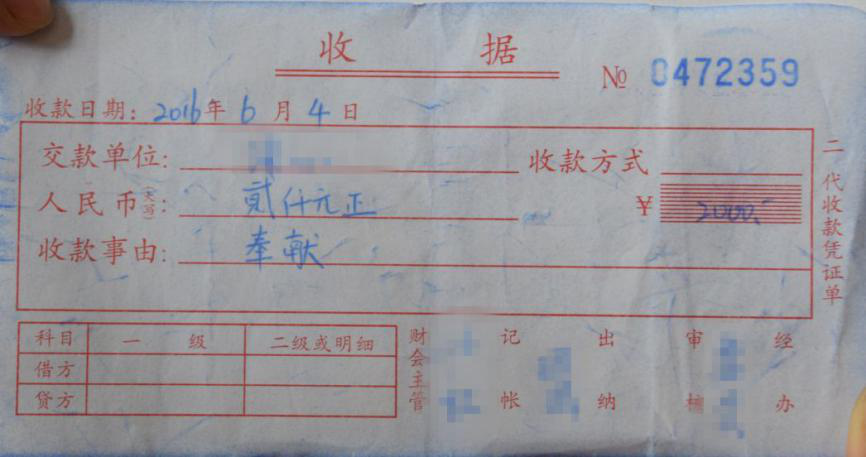 收 据
№ 0472359
收款日期: 2016年 6 月 4 日
交款单位: 收款方式
人民币(大写): 贰仟元正 ¥ 2000.-
收款事由: 奉献
二代收款凭证单
科目 一 级 二级或明细
借方
贷方
财会主管 记帐 出纳 审核 经办